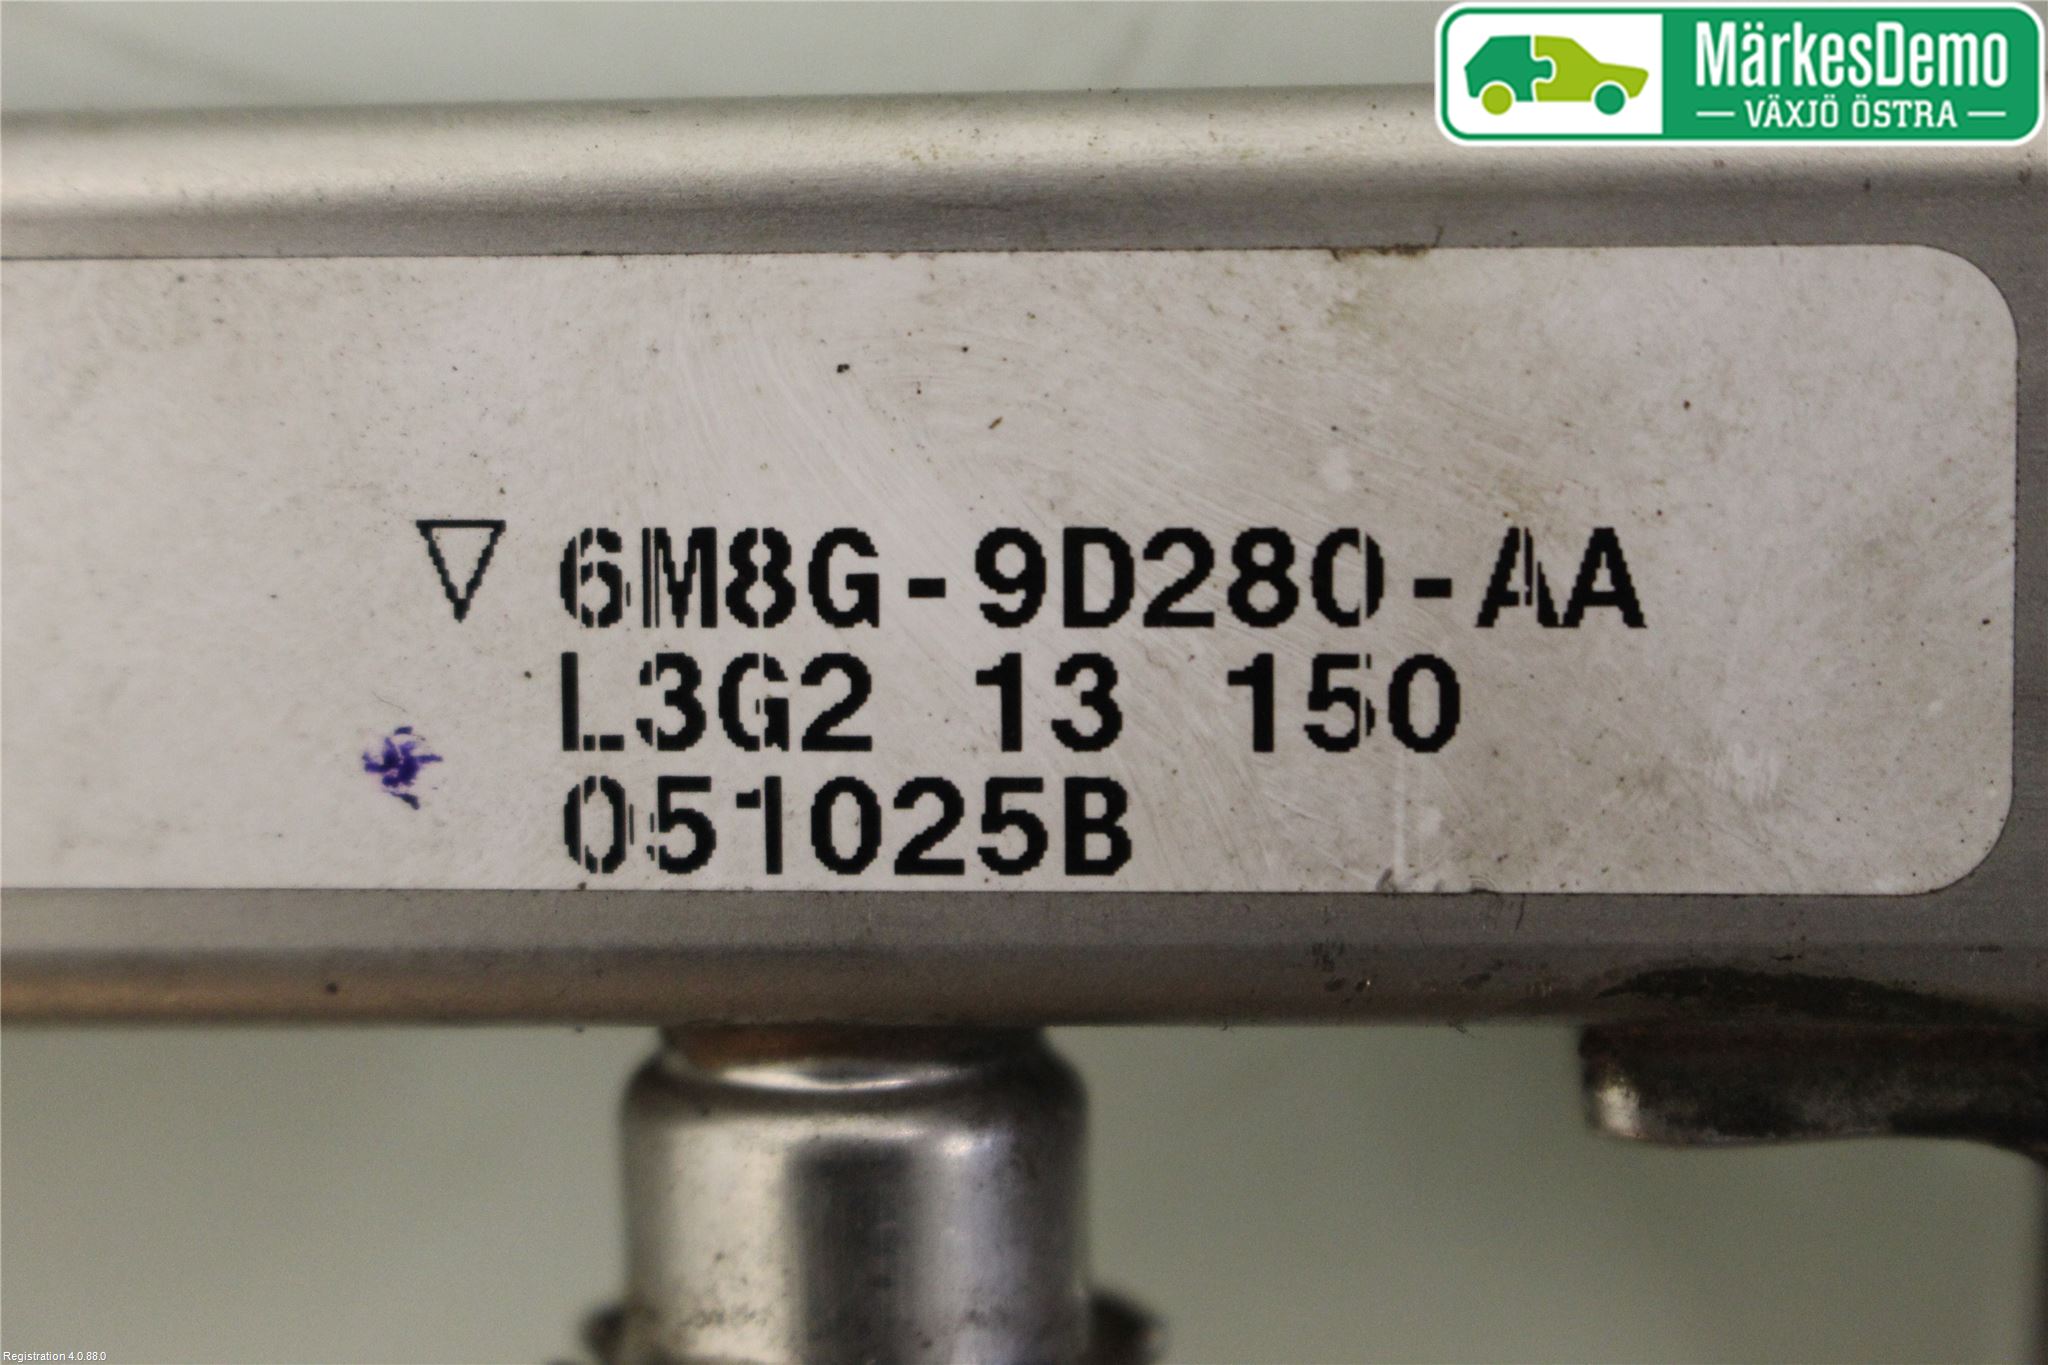 MärkesDemo
VÄXJÖ ÖSTRA
6M8G-9D280-AA
L3G2 13 150
051025B
Registration 4.0.88.0